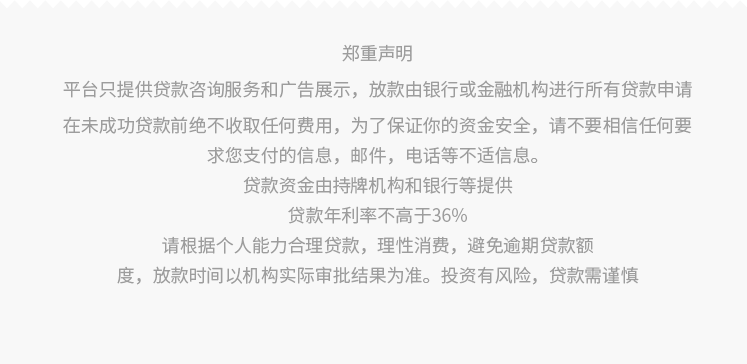 郑重声明
平台只提供贷款咨询服务和广告展示，放款由银行或金融机构进行所有贷款申请
在未成功贷款前绝不收取任何费用，为了保证你的资金安全，请不要相信任何要
求您支付的信息，邮件，电话等不适信息。
贷款资金由持牌机构和银行等提供
贷款年利率不高于36%
请根据个人能力合理贷款，理性消费，避免逾期贷款额
度，放款时间以机构实际审批结果为准。投资有风险，贷款需谨慎